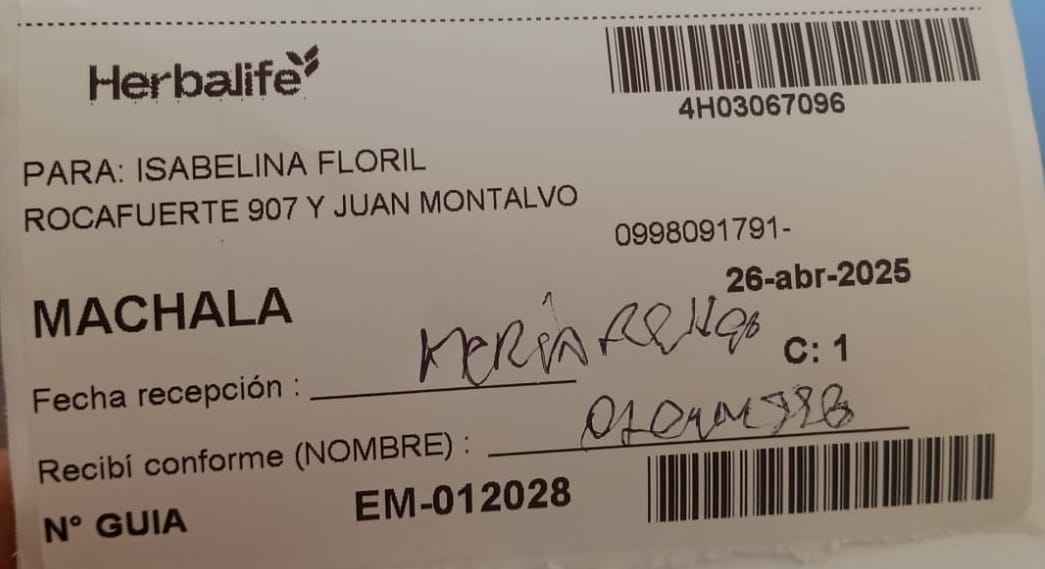 Herbalife
4H03067096
PARA: ISABELINA FLORIL
ROCAFUERTE 907 Y JUAN MONTALVO
0998091791-
26-abr-2025
MACHALA
C: 1
Fecha recepción :
Recibí conforme (NOMBRE) :
Nº GUIA EM-012028